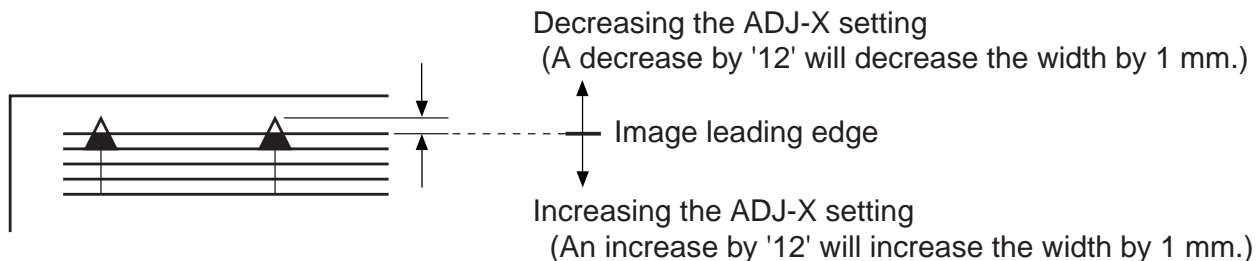 Decreasing the ADJ-X setting
(A decrease by '12' will decrease the width by 1 mm.)
Image leading edge
Increasing the ADJ-X setting
(An increase by '12' will increase the width by 1 mm.)